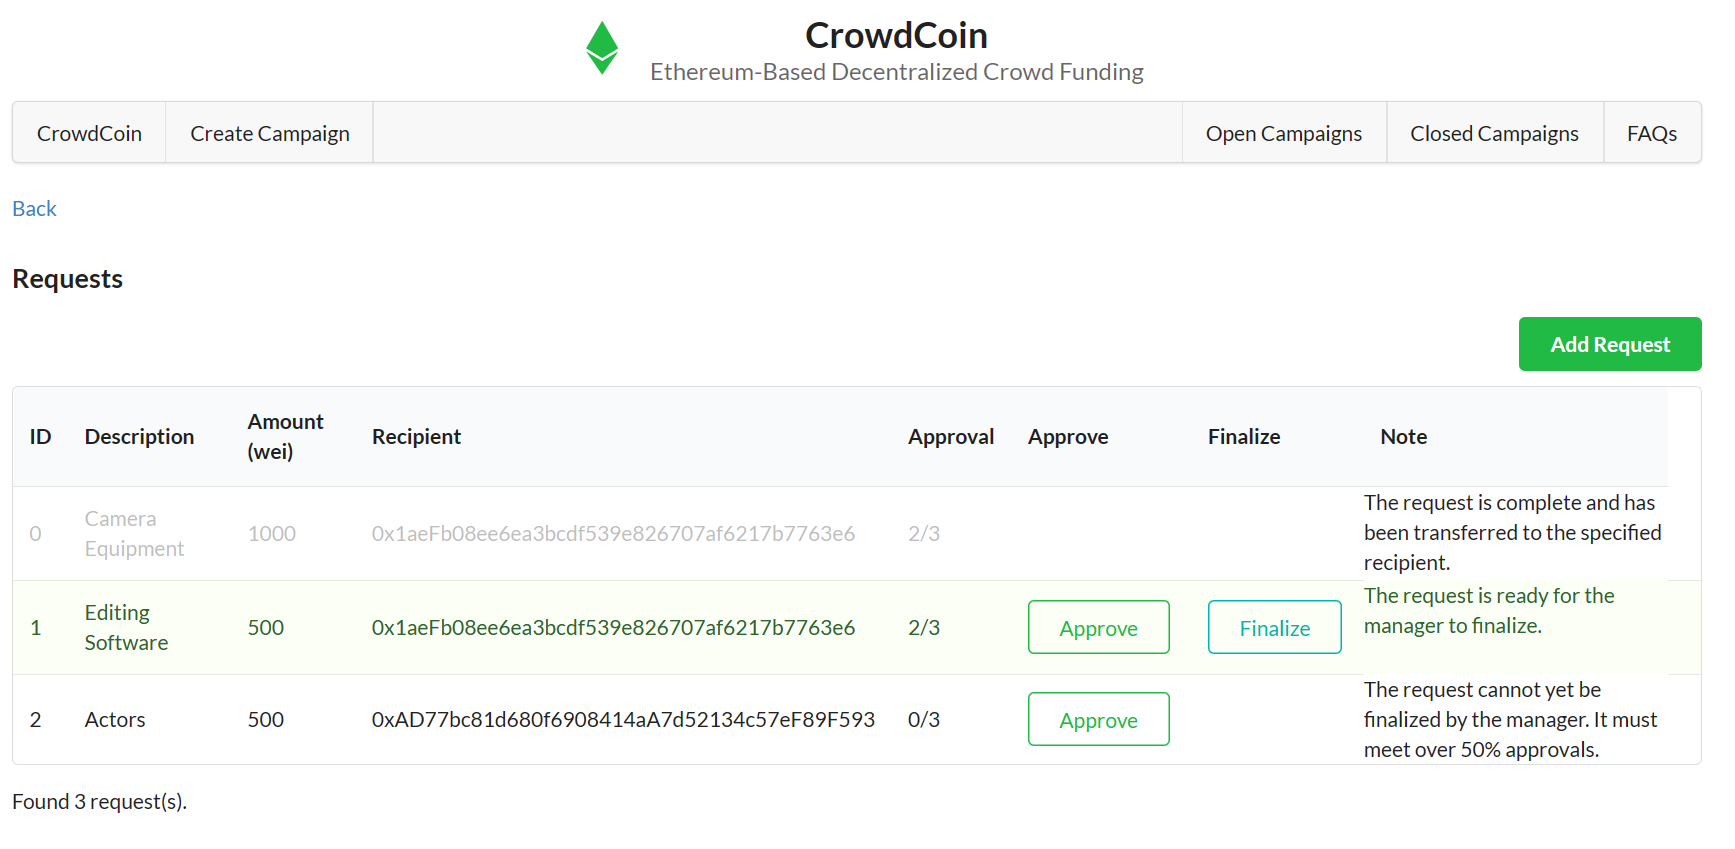 CrowdCoin
Ethereum-Based Decentralized Crowd Funding
CrowdCoin Create Campaign Open Campaigns Closed Campaigns FAQs
Back
Requests
Add Request
ID Description Amount (wei) Recipient Approval Approve Finalize Note
0 Camera Equipment 1000 0x1aeFb08ee6ea3bcdf539e826707af6217b7763e6 2/3 The request is complete and has been transferred to the specified recipient.
1 Editing Software 500 0x1aeFb08ee6ea3bcdf539e826707af6217b7763e6 2/3 Approve Finalize The request is ready for the manager to finalize.
2 Actors 500 0xAD77bc81d680f6908414aA7d52134c57eF89F593 0/3 Approve The request cannot yet be finalized by the manager. It must meet over 50% approvals.
Found 3 request(s).